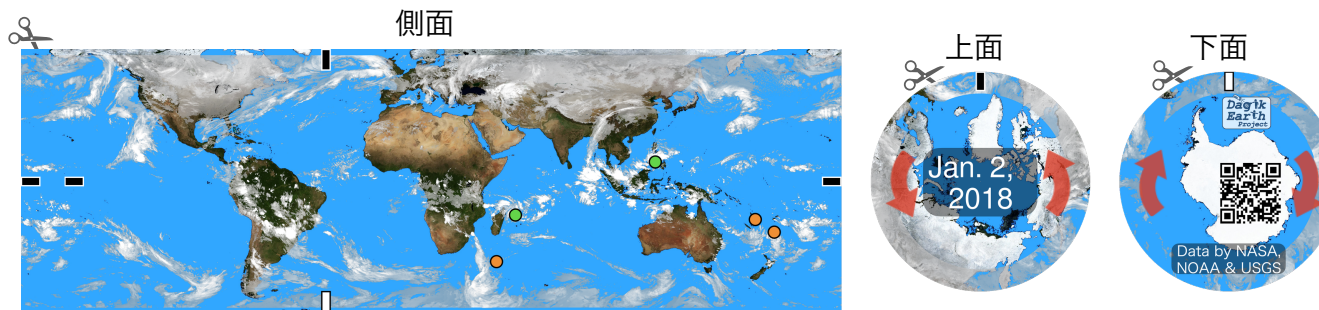 側面
上面
下面
Jan. 2,
2018
Dagik
Earth
Project
Data by NASA,
NOAA & USGS